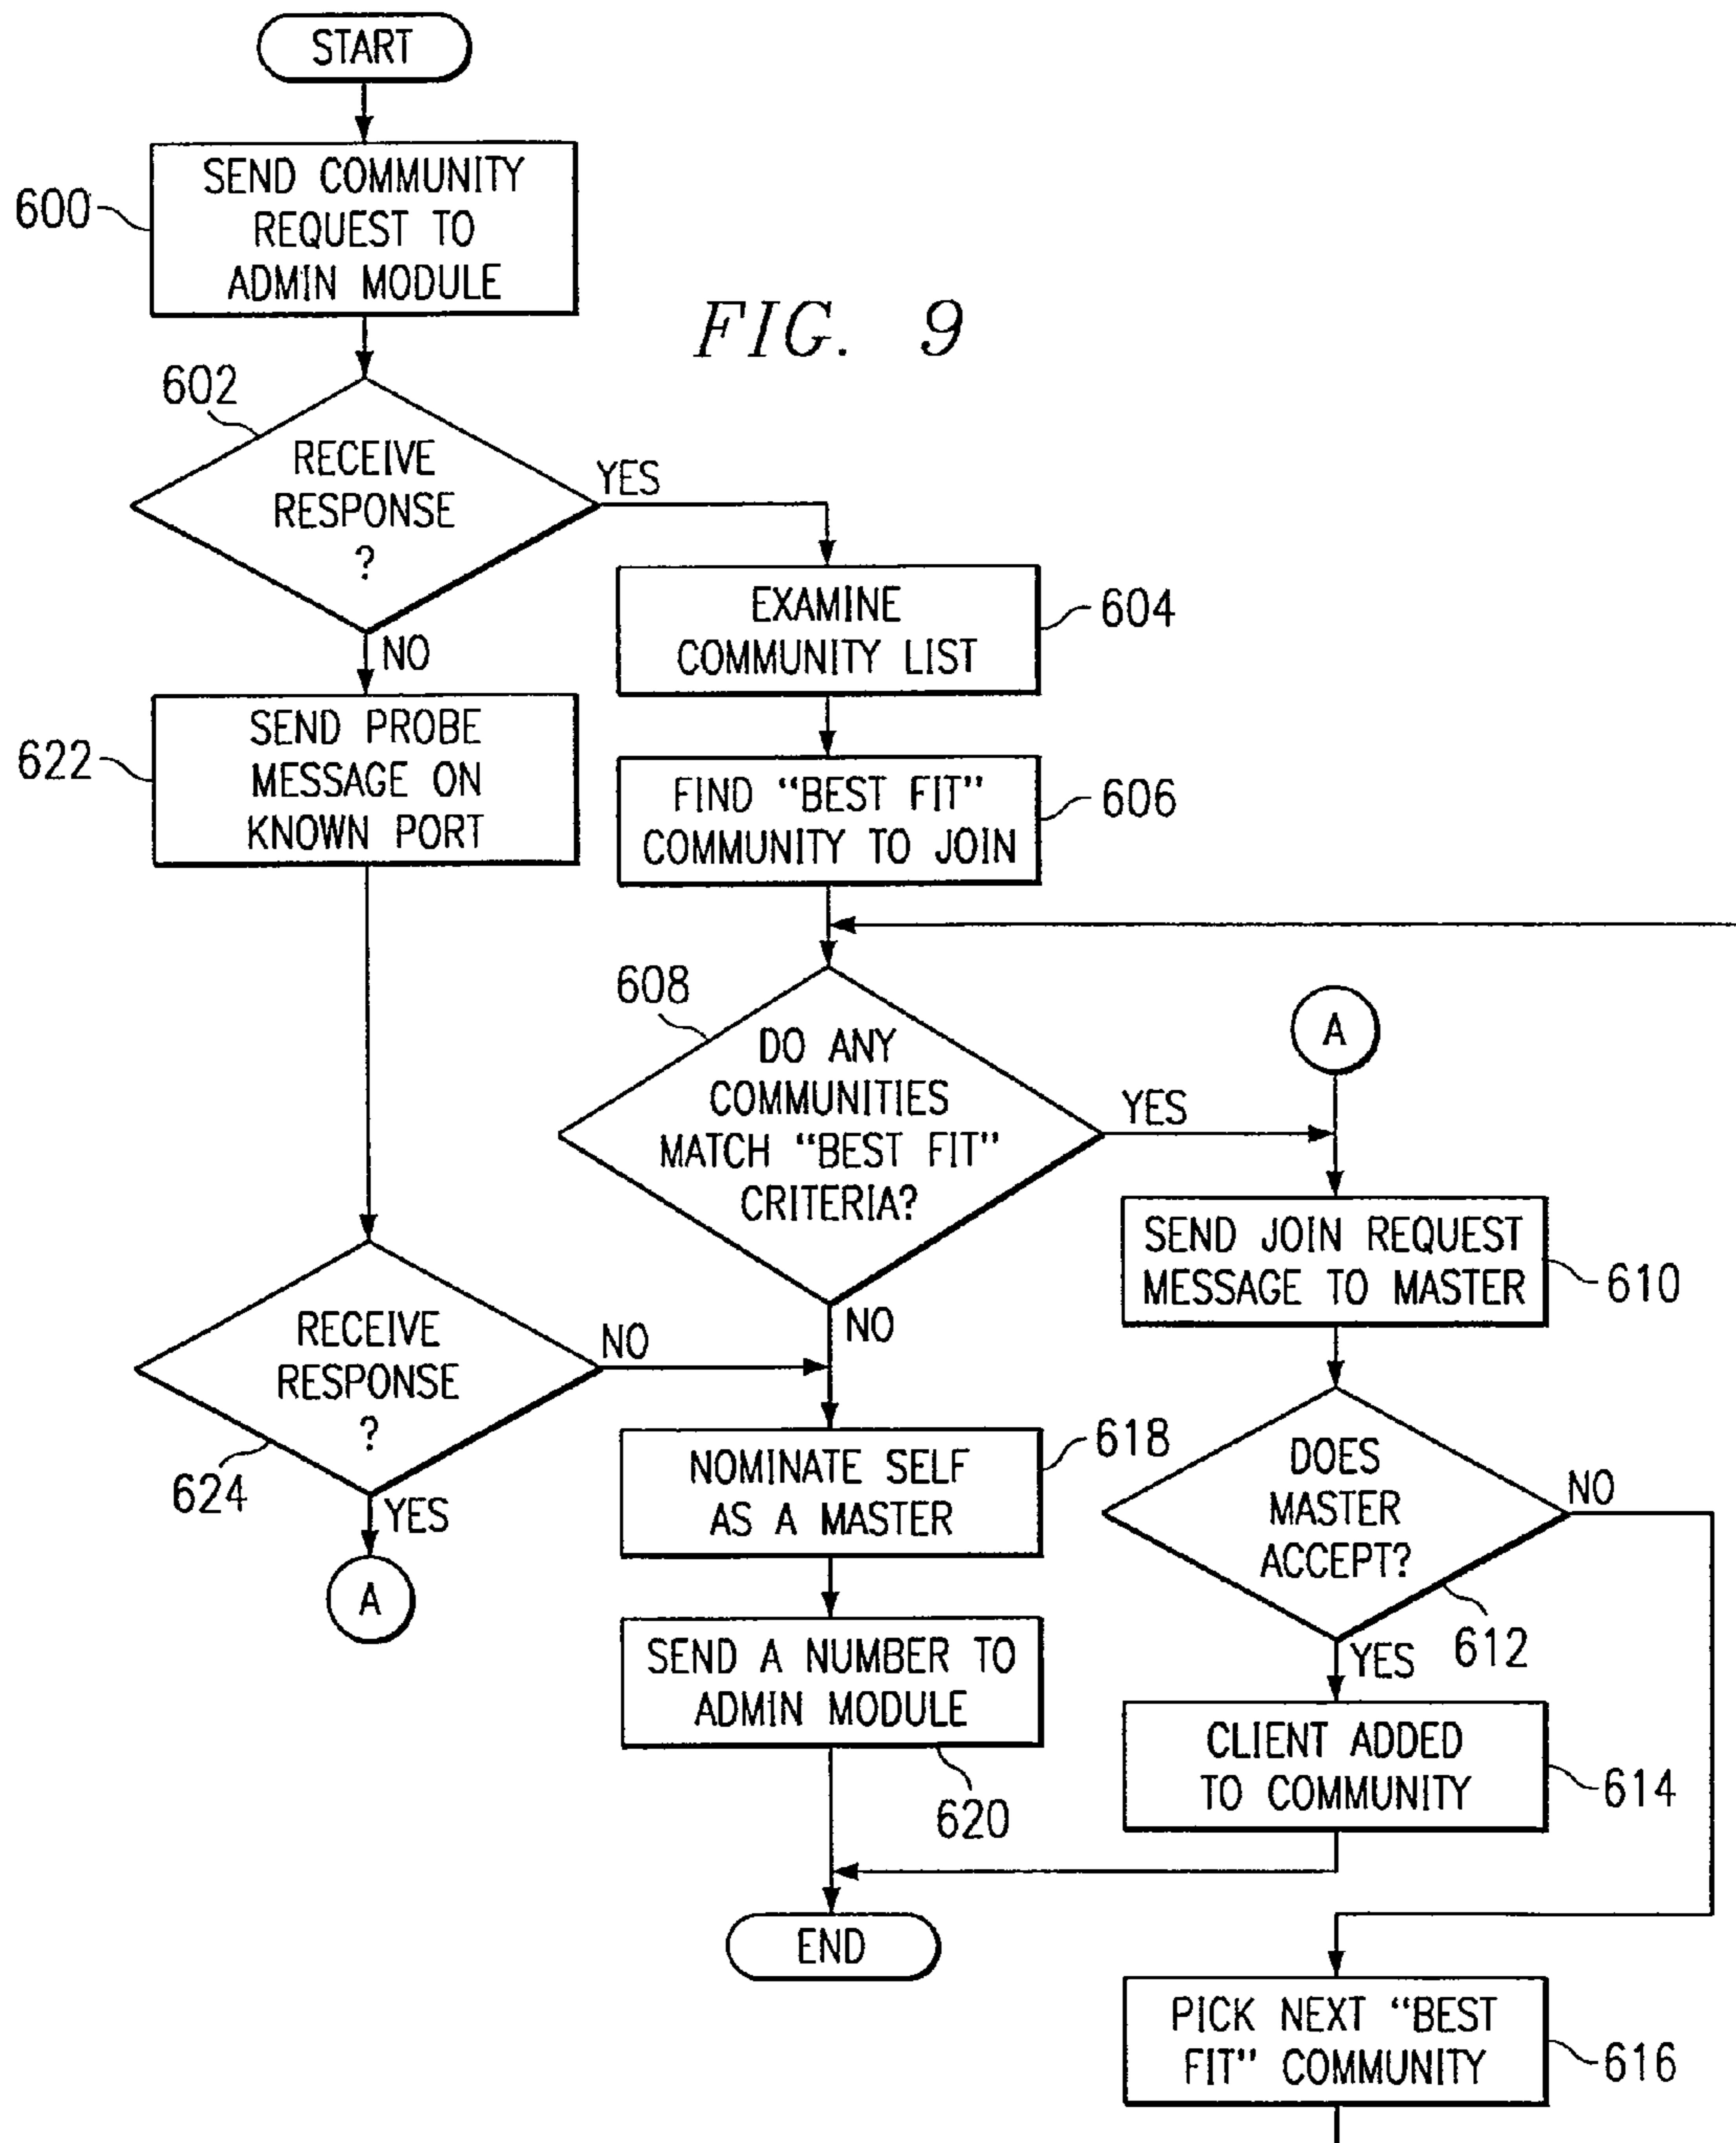 START
SEND COMMUNITY
REQUEST TO
ADMIN MODULE
600
FIG. 9
602
RECEIVE
RESPONSE
?
YES
NO
EXAMINE
COMMUNITY LIST
604
SEND PROBE
MESSAGE ON
KNOWN PORT
622
FIND “BEST FIT”
COMMUNITY TO JOIN
606
608
DO ANY
COMMUNITIES
MATCH “BEST FIT”
CRITERIA?
YES
NO
A
SEND JOIN REQUEST
MESSAGE TO MASTER
610
RECEIVE
RESPONSE
?
NO
624
YES
A
NOMINATE SELF
AS A MASTER
618
DOES
MASTER
ACCEPT?
NO
612
YES
SEND A NUMBER TO
ADMIN MODULE
620
CLIENT ADDED
TO COMMUNITY
614
END
PICK NEXT “BEST
FIT” COMMUNITY
616